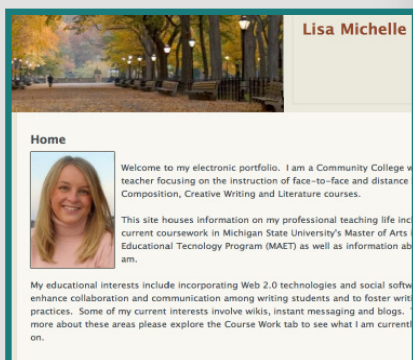 Lisa Michelle
Home
Welcome to my electronic portfolio. I am a Community College w
teacher focusing on the instruction of face-to-face and distance
Composition, Creative Writing and Literature courses.
This site houses information on my professional teaching life incl
current coursework in Michigan State University's Master of Arts i
Educational Tecnology Program (MAET) as well as information ab
am.
My educational interests include incorporating Web 2.0 technologies and social softw
enhance collaboration and communication among writing students and to foster writi
practices. Some of my current interests involve wikis, instant messaging and blogs.
more about these areas please explore the Course Work tab to see what I am currentl
on.